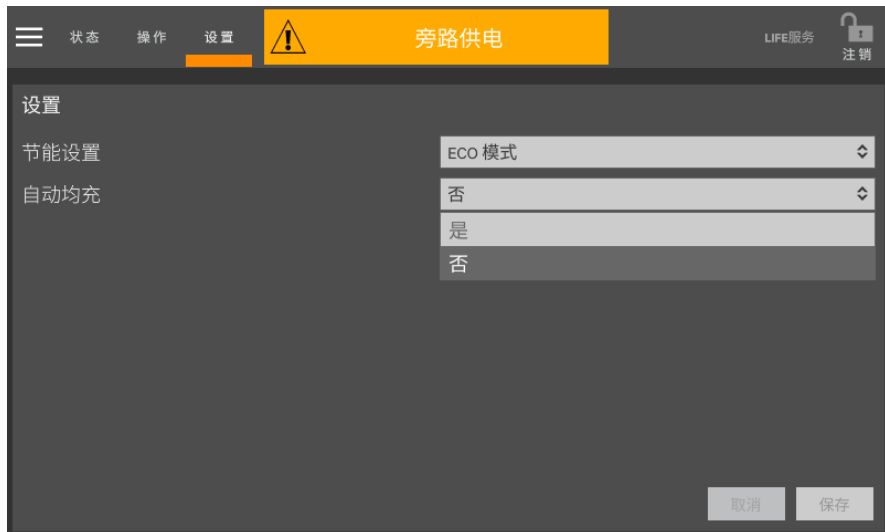 状态 操作 设置 旁路供电 LIFE服务 注销
设置
节能设置 ECO 模式
自动均充 否
是
否
取消 保存